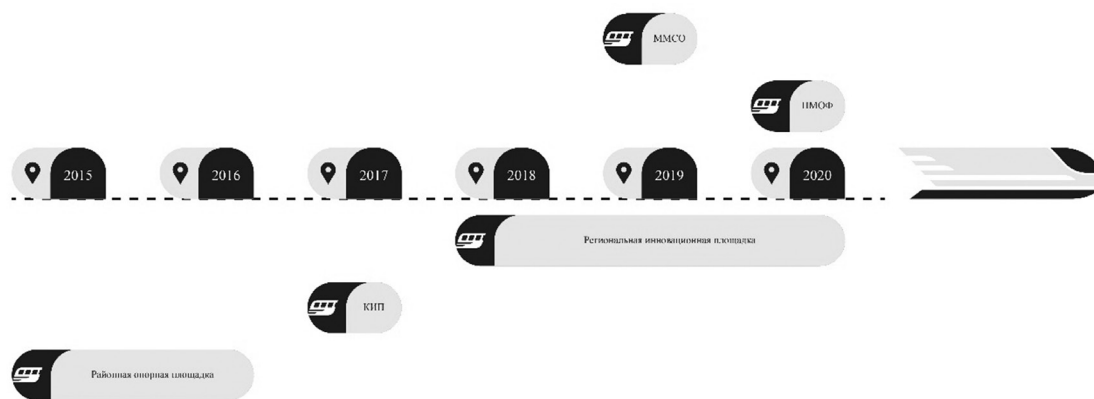 ММСО
ПМОФ
2015
2016
2017
2018
2019
2020
Региональная инновационная площадка
КИП
Районная опорная площадка